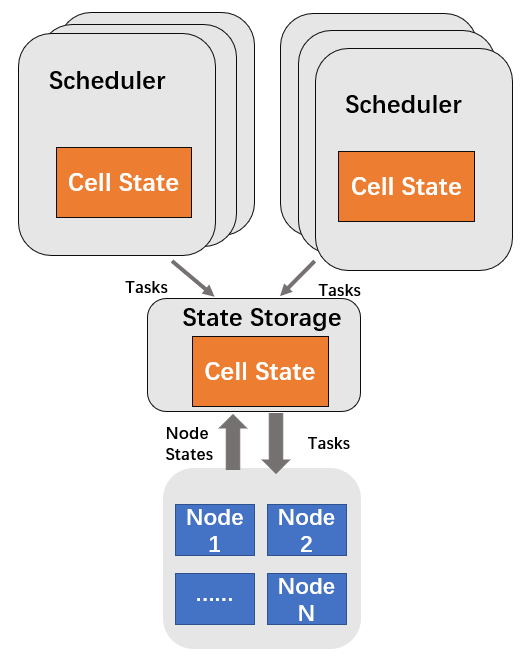 Scheduler
Cell State
Scheduler
Cell State
Tasks
Tasks
State Storage
Cell State
Node
States
Tasks
Node
1
Node
2
......
Node
N